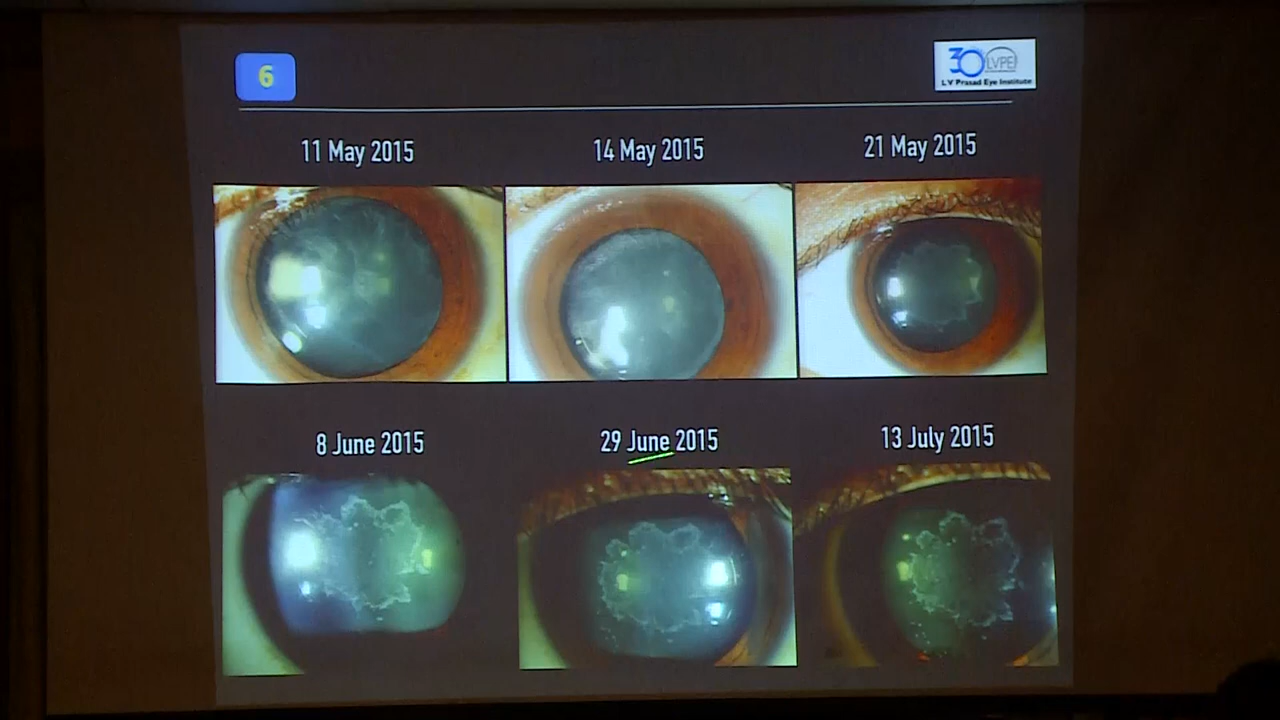 6
30 LVPEI
L V Prasad Eye Institute
11 May 2015
14 May 2015
21 May 2015
8 June 2015
29 June 2015
13 July 2015